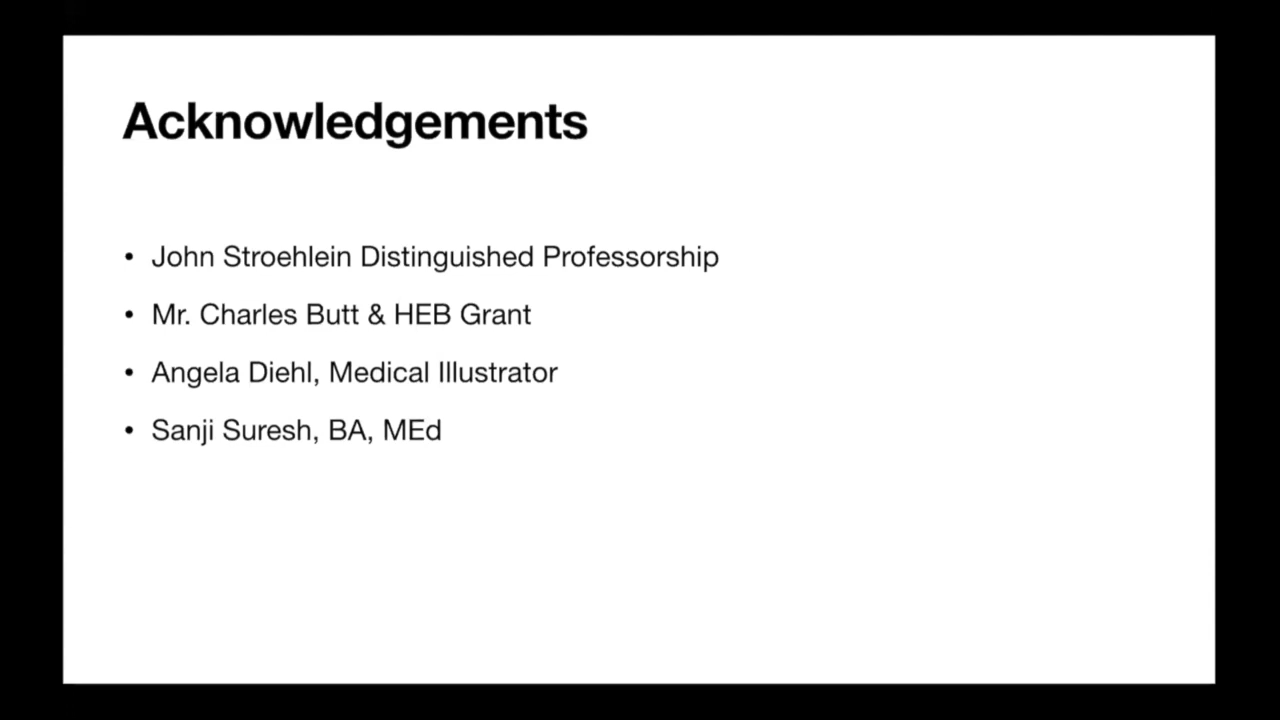 Acknowledgements
• John Stroehlein Distinguished Professorship
• Mr. Charles Butt & HEB Grant
• Angela Diehl, Medical Illustrator
• Sanji Suresh, BA, MEd